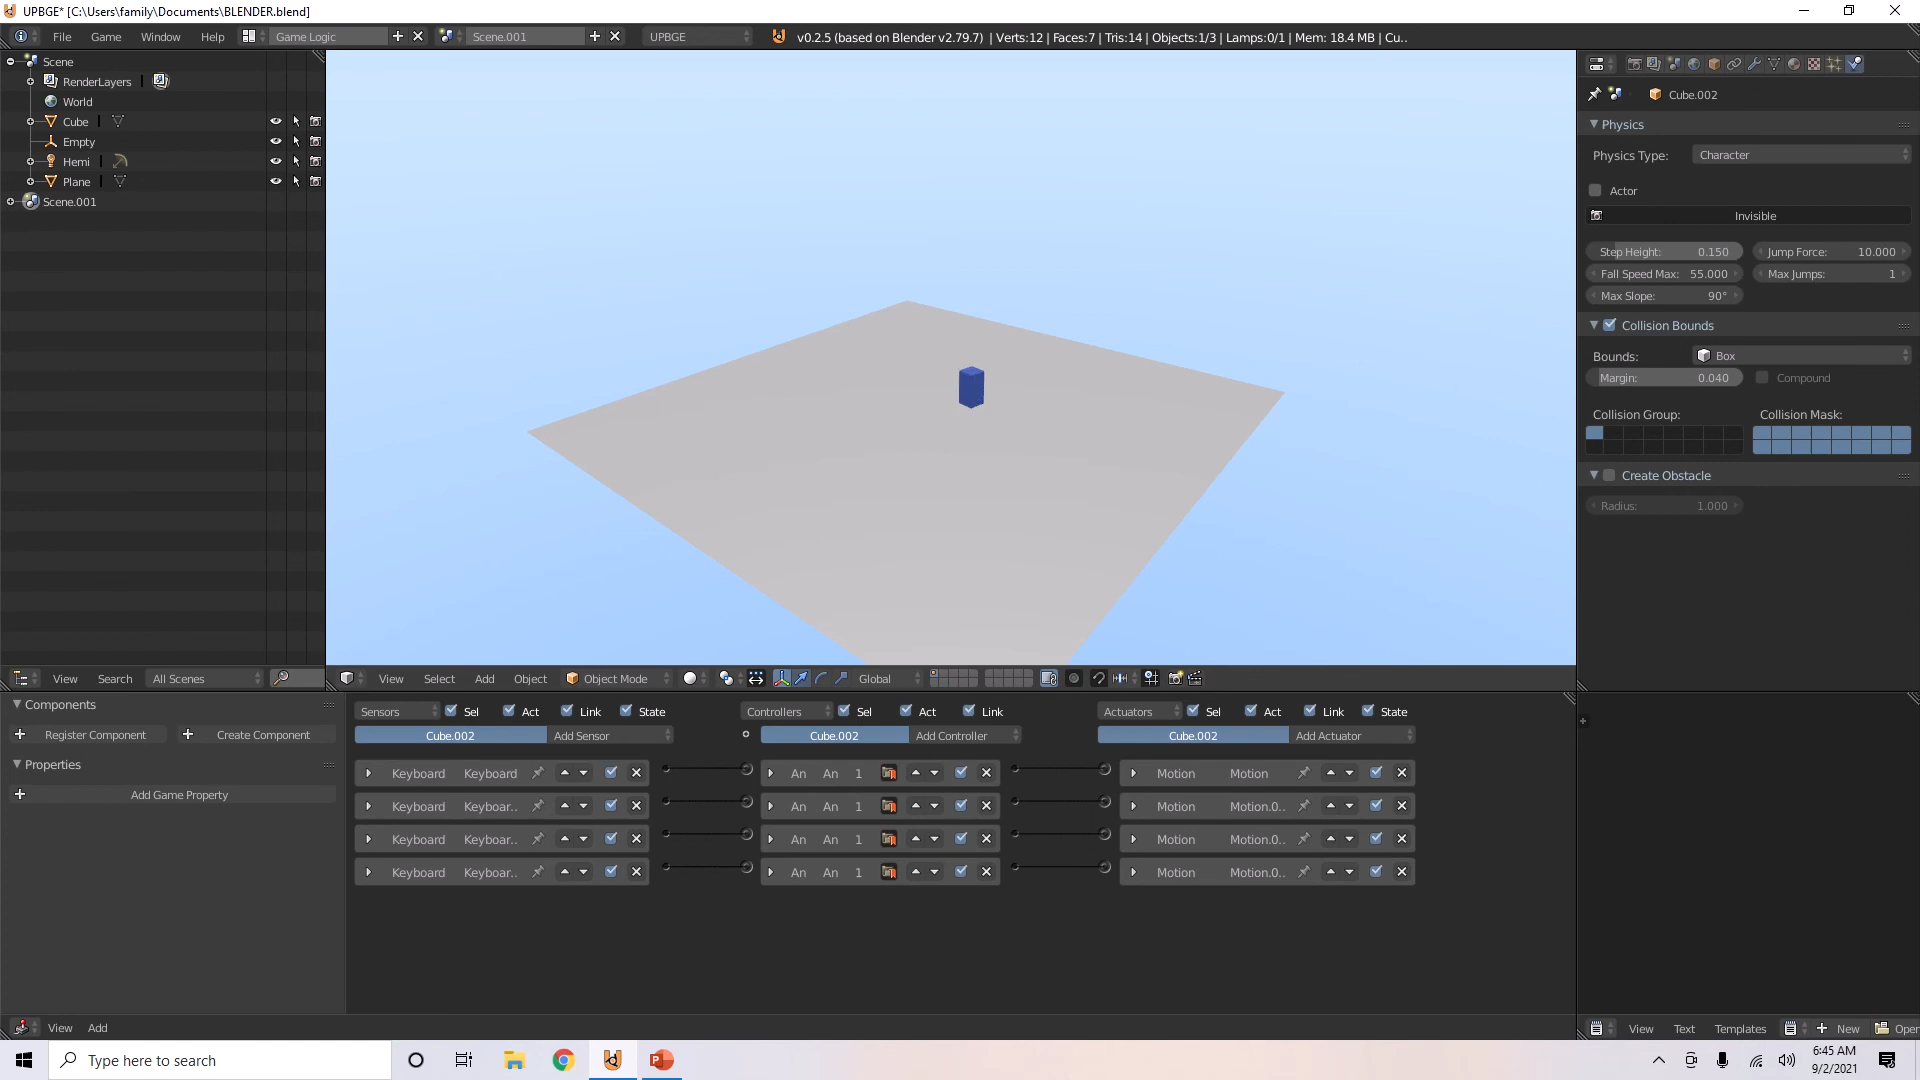 UPBGE* [C:\Users\family\Documents\BLENDER.blend]
File Game Window Help Game Logic Scene.001 UPBGE v0.2.5 (based on Blender v2.79.7) | Verts:12 | Faces:7 | Tris:14 | Objects:1/3 | Lamps:0/1 | Mem: 18.4 MB | Cu..
Scene
RenderLayers
World
Cube
Empty
Hemi
Plane
Scene.001
View Search All Scenes
Cube.002
Physics
Physics Type: Character
Actor
Invisible
Step Height: 0.150 Jump Force: 10.000
Fall Speed Max: 55.000 Max Jumps: 1
Max Slope: 90°
Collision Bounds
Bounds: Box
Margin: 0.040 Compound
Collision Group: Collision Mask:
Create Obstacle
Radius: 1.000
View Select Add Object Object Mode Global
Components
Register Component Create Component
Properties
Add Game Property
Sensors Sel Act Link State Controllers Sel Act Link Actuators Sel Act Link State
Cube.002 Add Sensor Cube.002 Add Controller Cube.002 Add Actuator
Keyboard Keyboard An An 1 Motion Motion
Keyboard Keyboar.. An An 1 Motion Motion.0..
Keyboard Keyboar.. An An 1 Motion Motion.0..
Keyboard Keyboar.. An An 1 Motion Motion.0..
View Add
View Text Templates New Oper
Type here to search
6:45 AM
9/2/2021